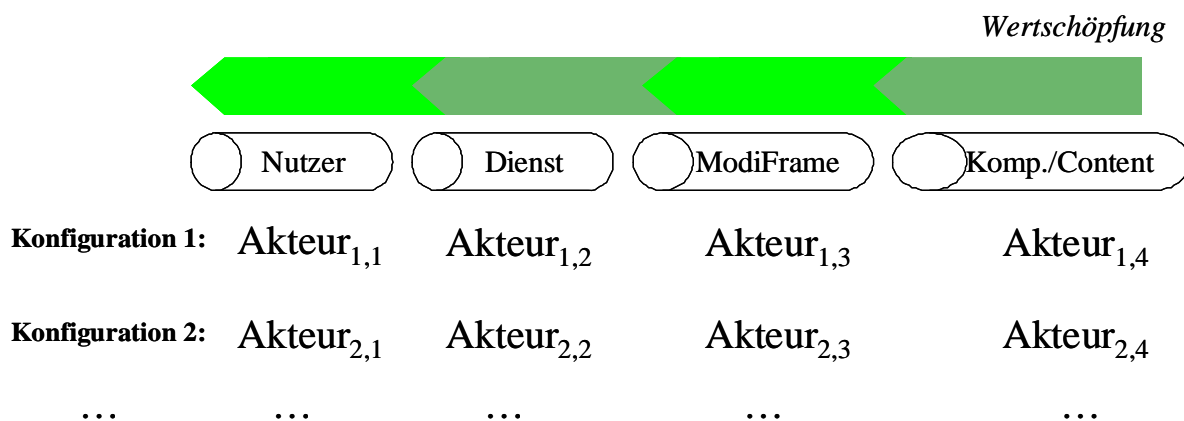 Wertschöpfung
Nutzer Dienst ModiFrame Komp./Content
Konfiguration 1: Akteur1,1 Akteur1,2 Akteur1,3 Akteur1,4
Konfiguration 2: Akteur2,1 Akteur2,2 Akteur2,3 Akteur2,4
… … … … …